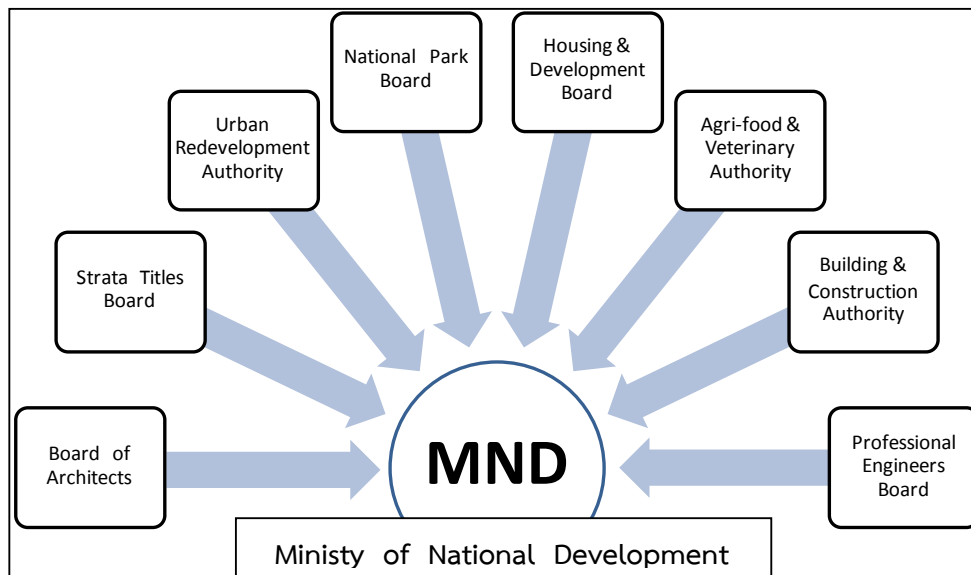 Board of
Architects
Strata Titles
Board
Urban
Redevelopment
Authority
National Park
Board
Housing &
Development
Board
Agri-food &
Veterinary
Authority
Building &
Construction
Authority
Professional
Engineers
Board
MND
Ministy of National Development